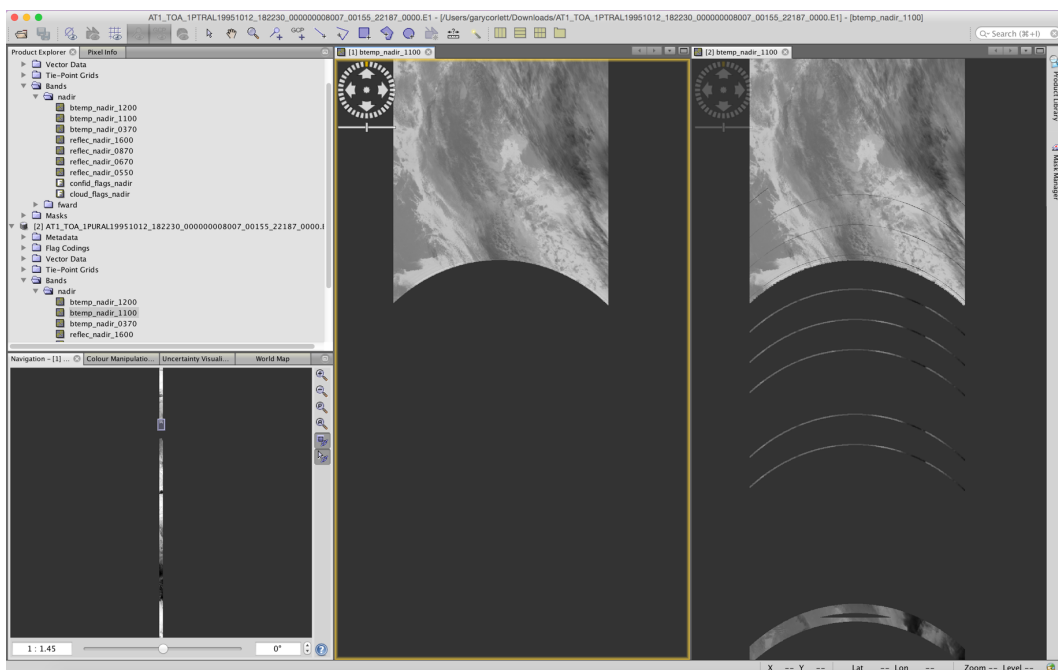 AT1_TOA_1PTRAL19951012_182230_000000008007_00155_22187_0000.E1 - [/Users/garycorlett/Downloads/AT1_TOA_1PTRAL19951012_182230_000000008007_00155_22187_0000.E1] - [btemp_nadir_1100]
GCP
Search (⌘+I)
Product Explorer
Pixel Info
Vector Data
Tie-Point Grids
Bands
nadir
btemp_nadir_1200
btemp_nadir_1100
btemp_nadir_0370
reflec_nadir_1600
reflec_nadir_0870
reflec_nadir_0670
reflec_nadir_0550
confid_flags_nadir
cloud_flags_nadir
fward
Masks
[2] AT1_TOA_1PURAL19951012_182230_000000008007_00155_22187_0000.
Metadata
Flag Codings
Vector Data
Tie-Point Grids
Bands
nadir
btemp_nadir_1200
btemp_nadir_1100
btemp_nadir_0370
reflec_nadir_1600
Navigation - [1] ...
Colour Manipulatio...
Uncertainty Visuali...
World Map
1 : 1.45
0°
[1] btemp_nadir_1100
[2] btemp_nadir_1100
Product Library
Mask Manager
X -- Y --
Lat -- Lon --
Zoom -- Level --